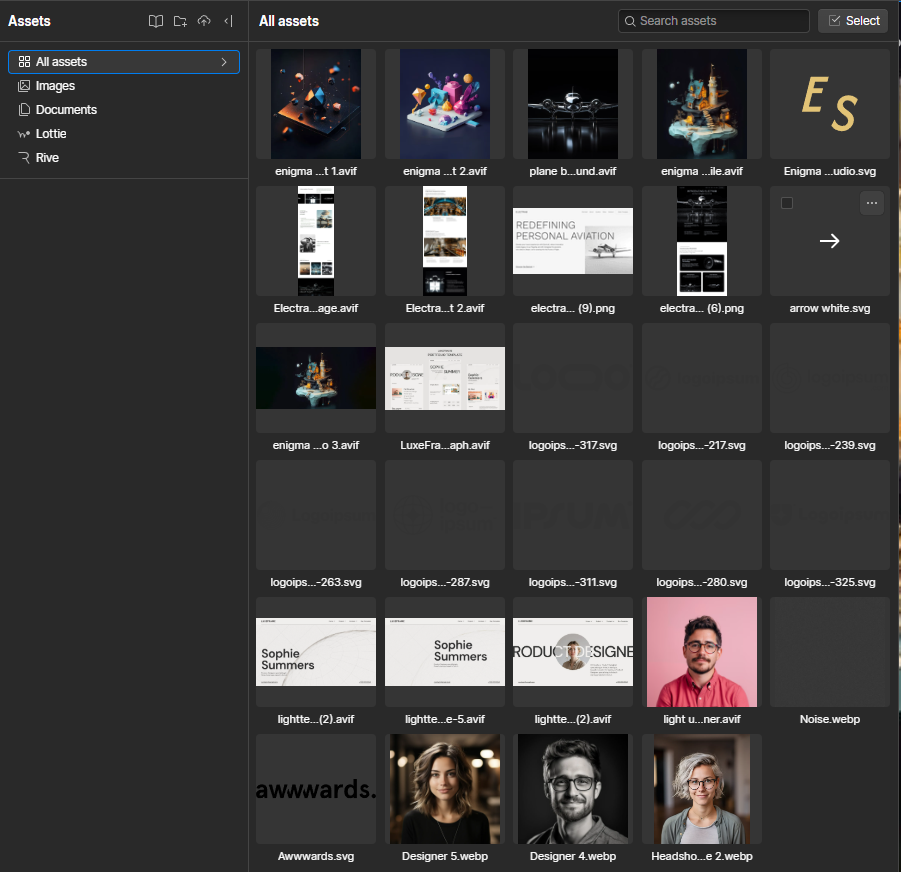 Assets
All assets
Search assets
Select
All assets
Images
Documents
Lottie
Rive
E
S
enigma ...t 1.avif
enigma ...t 2.avif
plane b...und.avif
enigma ...ile.avif
Enigma ...udio.svg
REDEFINING
PERSONAL AVIATION
Electra...age.avif
Electra...t 2.avif
electra... (9).png
electra... (6).png
arrow white.svg
PORTFOLIO TEMPLATE
SOPHIE
SUMMERS
enigma ...o 3.avif
LuxeFra...aph.avif
logoips...-317.svg
logoips...-217.svg
logoips...-239.svg
IPSUM
logoips...-263.svg
logoips...-287.svg
logoips...-311.svg
logoips...-280.svg
logoips...-325.svg
Sophie
Summers
Sophie
Summers
RODUCT DESIGNE
lightte...(2).avif
lightte...e-5.avif
lightte...(2).avif
light u...ner.avif
Noise.webp
awwwards.
Awwwards.svg
Designer 5.webp
Designer 4.webp
Headsho...e 2.webp